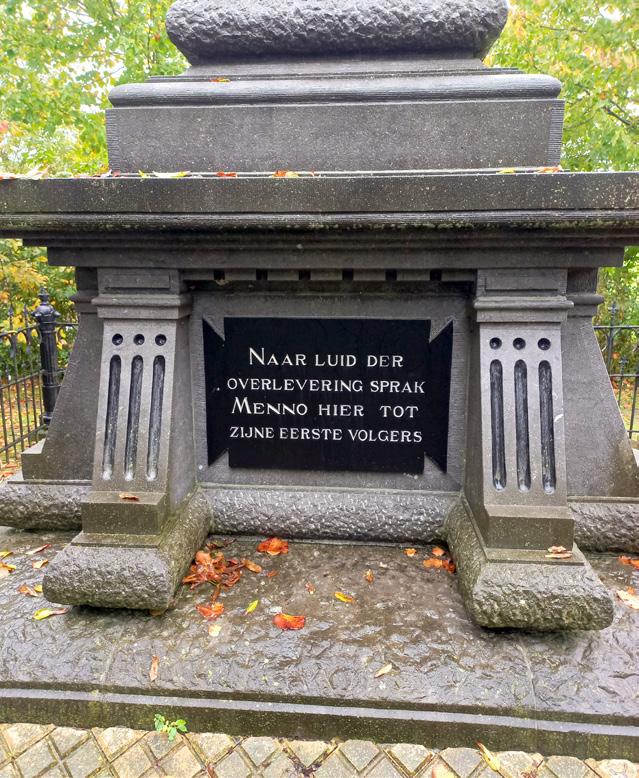 Naar luid der
overlevering sprak
Menno hier tot
zijne eerste volgers